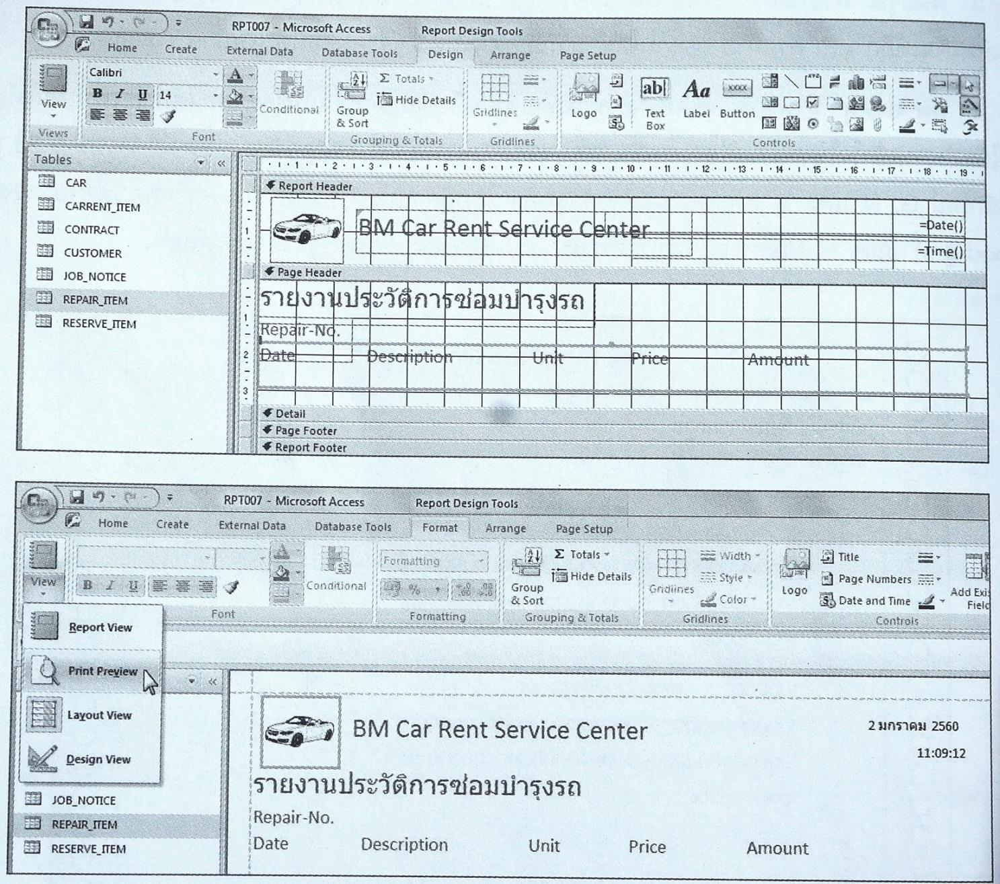 RPT007 - Microsoft Access Report Design Tools
Home Create External Data Database Tools Design Arrange Page Setup
Calibri
B I U 14
View
Conditional
Group & Sort
Σ Totals
Hide Details
Gridlines
Logo
ab| Text Box
Aa Label
xxxx Button
Views Font Grouping & Totals Gridlines Controls
Tables
CAR
CARRENT_ITEM
CONTRACT
CUSTOMER
JOB_NOTICE
REPAIR_ITEM
RESERVE_ITEM
1 2 3 4 5 6 7 8 9 10 11 12 13 14 15 16 17 18 19
Report Header
1
BM Car Rent Service Center =Date()
=Time()
Page Header
รายงานประวัติการซ่อมบำรุงรถ
1
Repair-No.
2
Date Description Unit Price Amount
3
Detail
Page Footer
Report Footer
RPT007 - Microsoft Access Report Design Tools
Home Create External Data Database Tools Format Arrange Page Setup
View
B I U
Conditional
Formatting
%
Group & Sort
Σ Totals
Hide Details
Gridlines
Width
Style
Color
Logo
Title
Page Numbers
Date and Time
Add Exis
Field
Font Formatting Grouping & Totals Gridlines Controls
Report View
Print Preview
Layout View
Design View
JOB_NOTICE
REPAIR_ITEM
RESERVE_ITEM
BM Car Rent Service Center 2 มกราคม 2560
11:09:12
รายงานประวัติการซ่อมบำรุงรถ
Repair-No.
Date Description Unit Price Amount